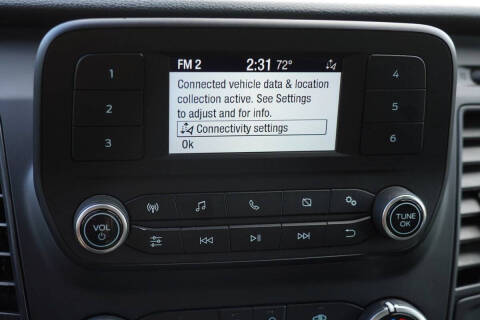 FM 2 2:31 72°
1
2
3
Connected vehicle data & location
collection active. See Settings
to adjust and for info.
Connectivity settings
Ok
4
5
6
VOL
TUNE
OK